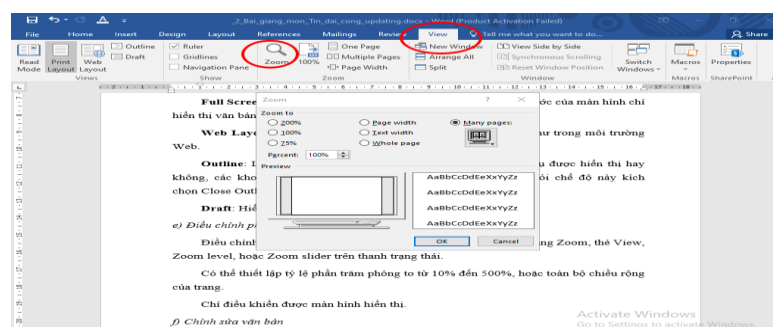 _2_Bai_giang_mon_Tin_dai_cong_updating.docx - Word (Product Activation Failed)
File Home Insert Design Layout References Mailings Review View Tell me what you want to do... Share
Read Mode Print Layout Web Layout Outline Draft
Views
Ruler Gridlines Navigation Pane
Show
Zoom 100% One Page Multiple Pages Page Width
Zoom
New Window Arrange All Split View Side by Side Synchronous Scrolling Reset Window Position Switch Windows
Window
Macros
Macros
Properties
SharePoint
Full Scree ớc của màn hình chỉ
hiển thị văn bản
Web Layo ư trong môi trường
Web.
Outline: u được hiển thị hay
không, các kho ỏi chế độ này kích
chọn Close Outl
Draft: Hiể
e) Điều chỉnh p
Điều chỉnh ng Zoom, thẻ View,
Zoom level, hoặc Zoom slider trên thanh trạng thái.
Có thể thiết lập tỷ lệ phần trăm phóng to từ 10% đến 500%, hoặc toàn bộ chiều rộng
của trang.
Chỉ điều khiển được màn hình hiển thị.
f) Chỉnh sửa văn bản
Zoom ? ×
Zoom to
200% Page width Many pages:
100% Text width
75% Whole page
Percent: 100%
Preview
AaBbCcDdEeXxYyZz
AaBbCcDdEeXxYyZz
AaBbCcDdEeXxYyZz
AaBbCcDdEeXxYyZz
OK Cancel
Activate Windows
Go to Settings to activate Windows.